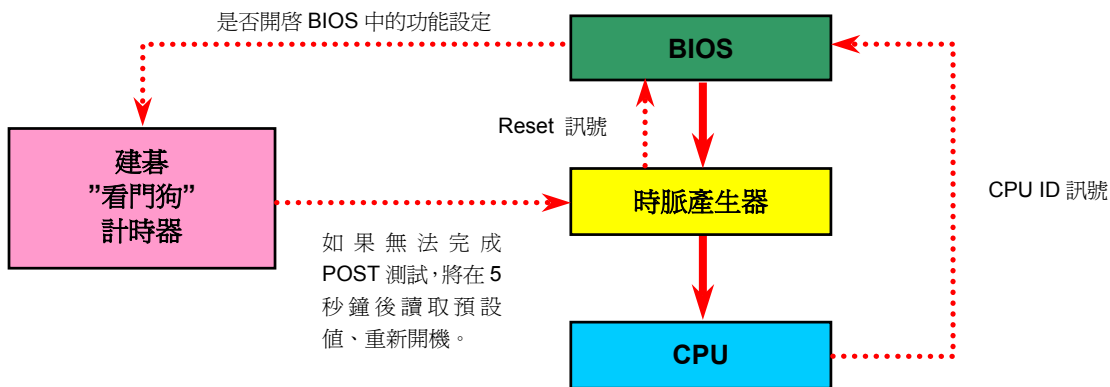 是否開啓 BIOS 中的功能設定
BIOS
Reset 訊號
建碁
”看門狗”
計時器
時脈產生器
CPU ID 訊號
如果無法完成
POST 測試，將在 5
秒鐘後讀取預設
值、重新開機。
CPU